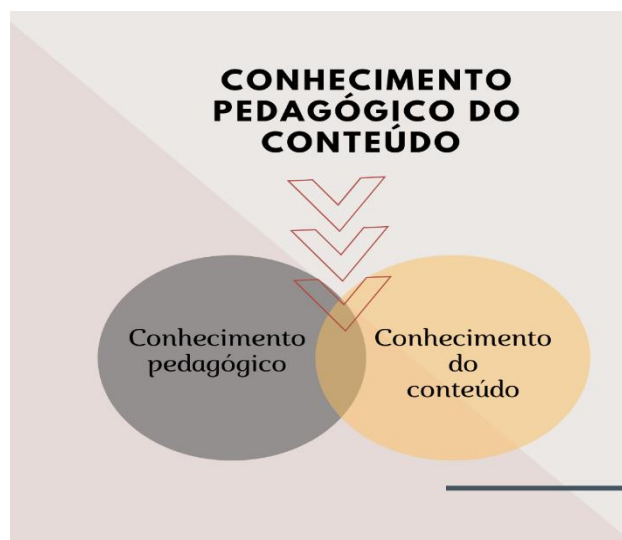 CONHECIMENTO
PEDAGÓGICO DO
CONTEÚDO
Conhecimento
pedagógico
Conhecimento
do
conteúdo